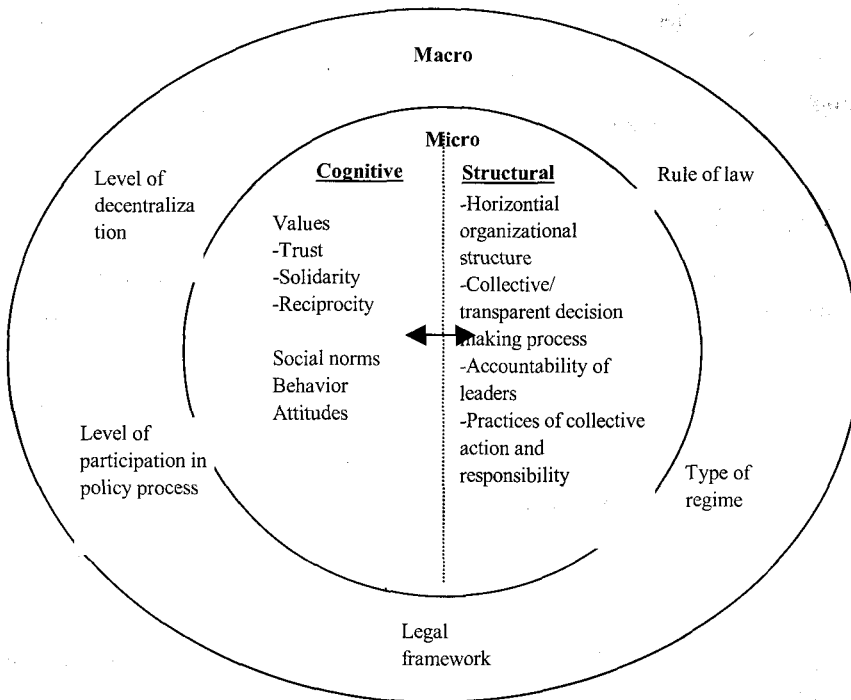 Macro
Micro
Level of
decentraliza
tion
Level of
participation in
policy process
Cognitive
Values
-Trust
-Solidarity
-Reciprocity
Social norms
Behavior
Attitudes
Structural
-Horizontial
organizational
structure
-Collective/
transparent decision
making process
-Accountability of
leaders
-Practices of collective
action and
responsibility
Rule of law
Type of
regime
Legal
framework